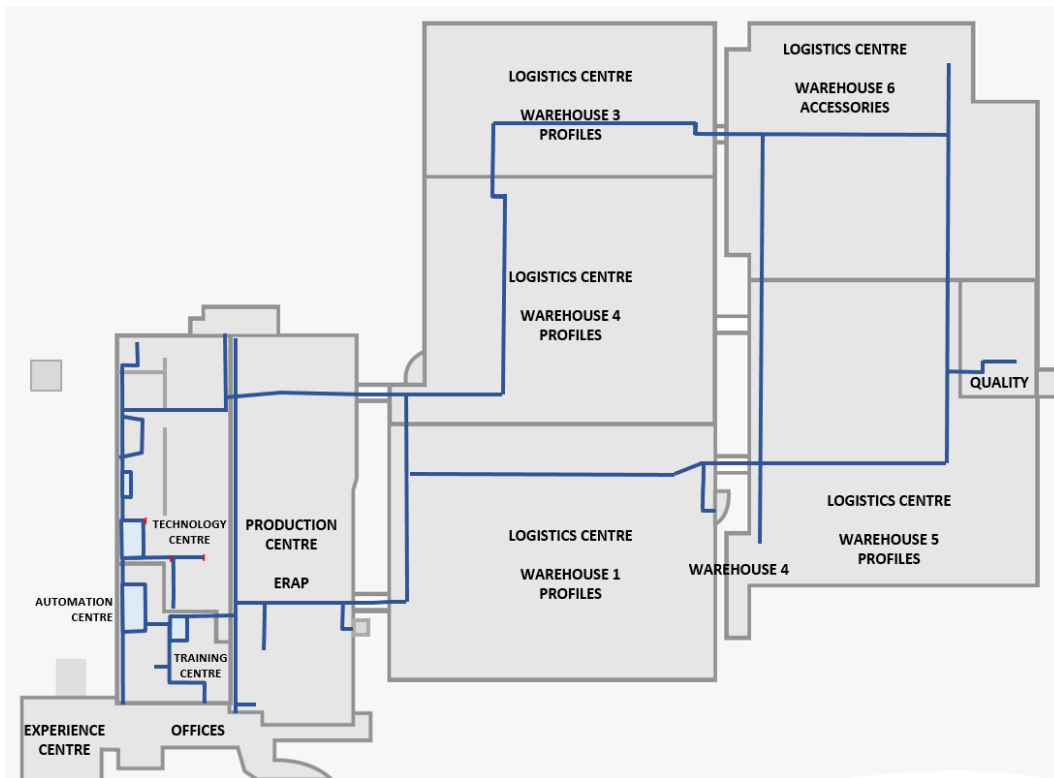 LOGISTICS CENTRE
WAREHOUSE 3
PROFILES
LOGISTICS CENTRE
WAREHOUSE 6
ACCESSORIES
LOGISTICS CENTRE
WAREHOUSE 4
PROFILES
QUALITY
TECHNOLOGY
CENTRE
PRODUCTION
CENTRE
ERAP
LOGISTICS CENTRE
WAREHOUSE 1
PROFILES
WAREHOUSE 4
LOGISTICS CENTRE
WAREHOUSE 5
PROFILES
AUTOMATION
CENTRE
TRAINING
CENTRE
EXPERIENCE
CENTRE
OFFICES